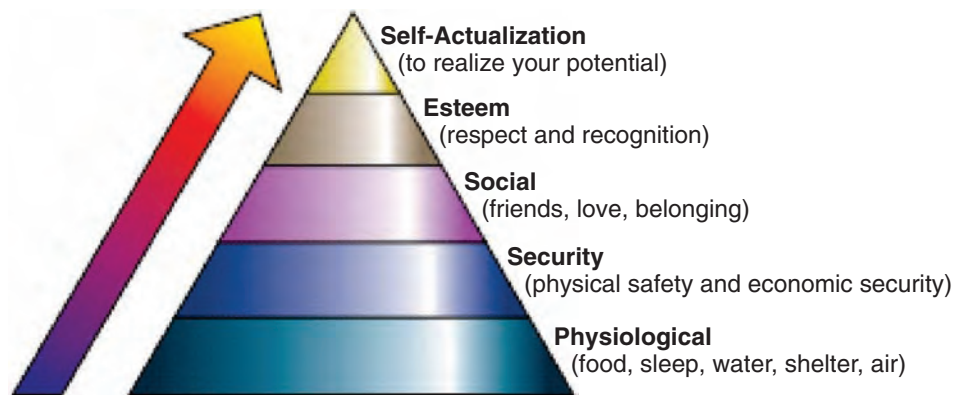 Self-Actualization
(to realize your potential)
Esteem
(respect and recognition)
Social
(friends, love, belonging)
Security
(physical safety and economic security)
Physiological
(food, sleep, water, shelter, air)